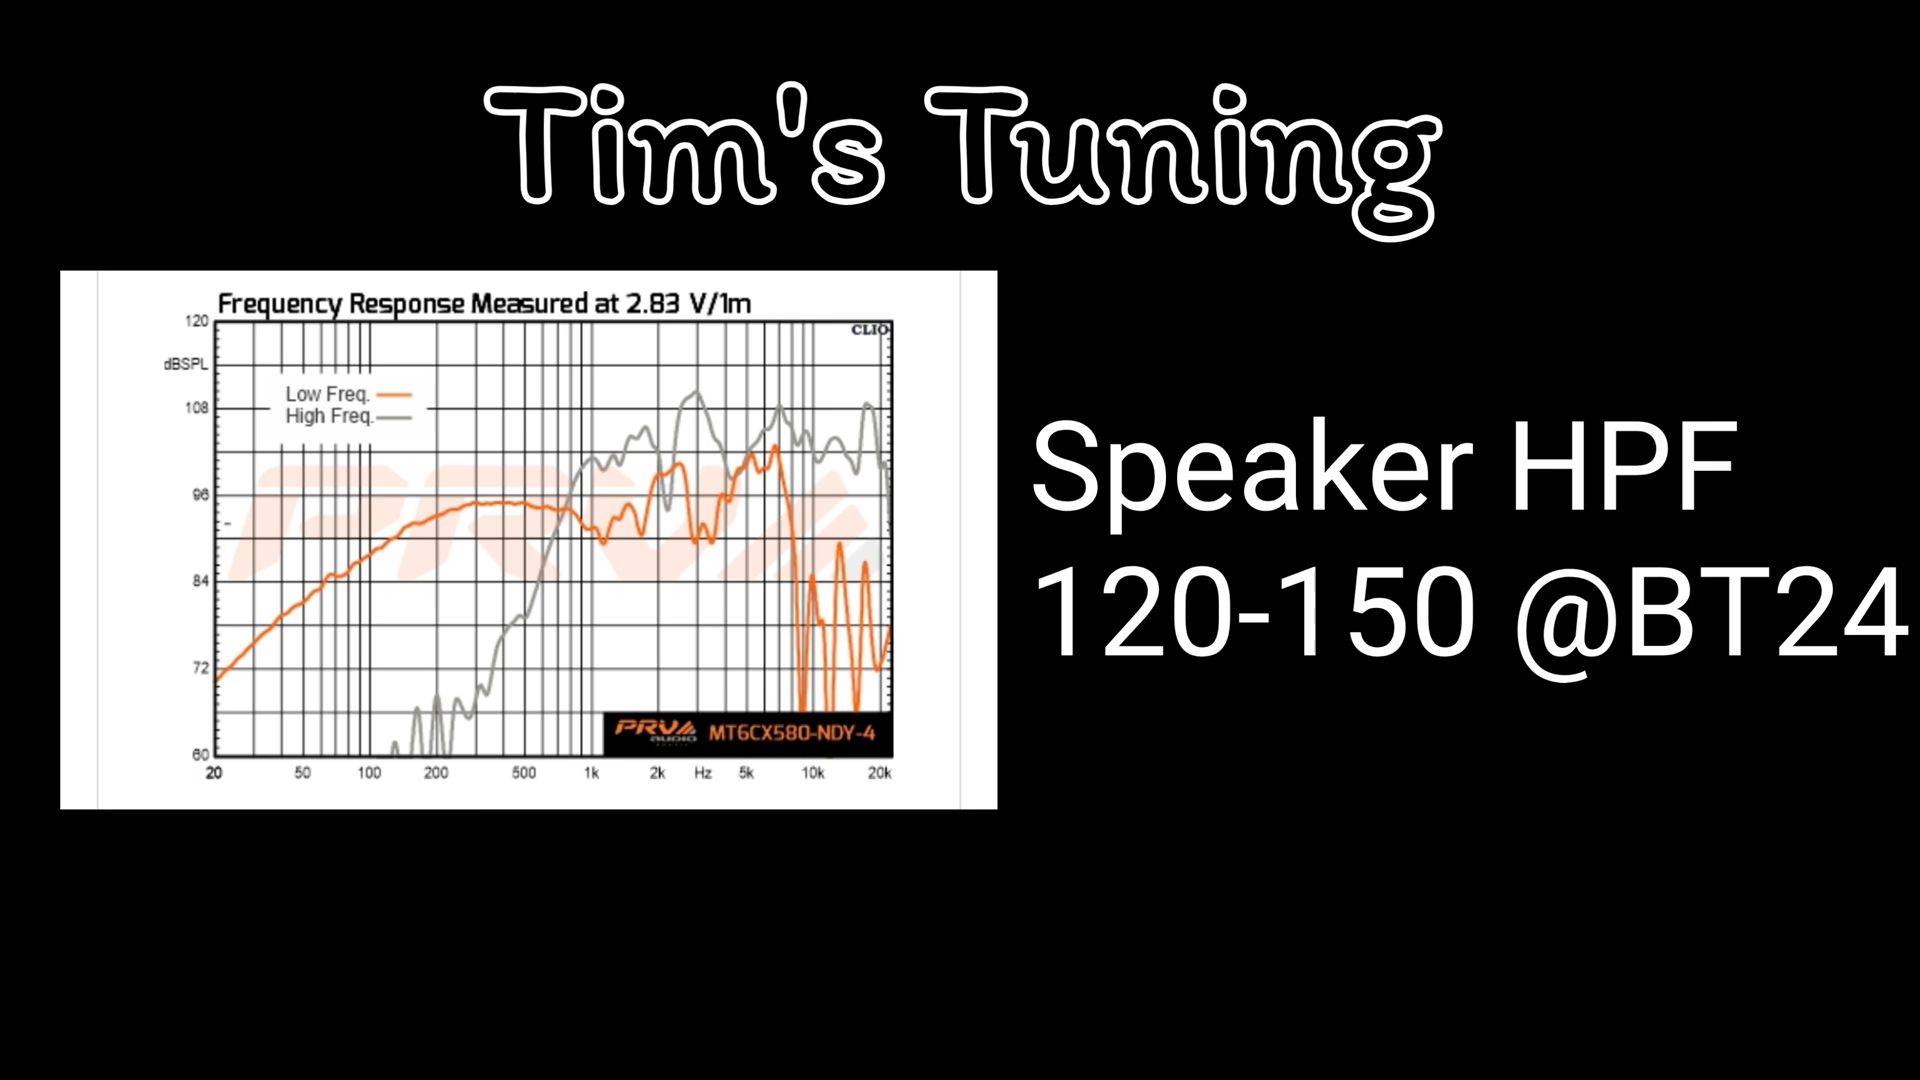 Tim's Tuning
Frequency Response Measured at 2.83 V/1m
120
CLIO
dBSPL
Low Freq.
108
High Freq.
PRV
96
Speaker HPF
84
120-150 @BT24
72
PRV AUDIO MT6CX580-NDY-4
60
20 50 100 200 500 1k 2k Hz 5k 10k 20k